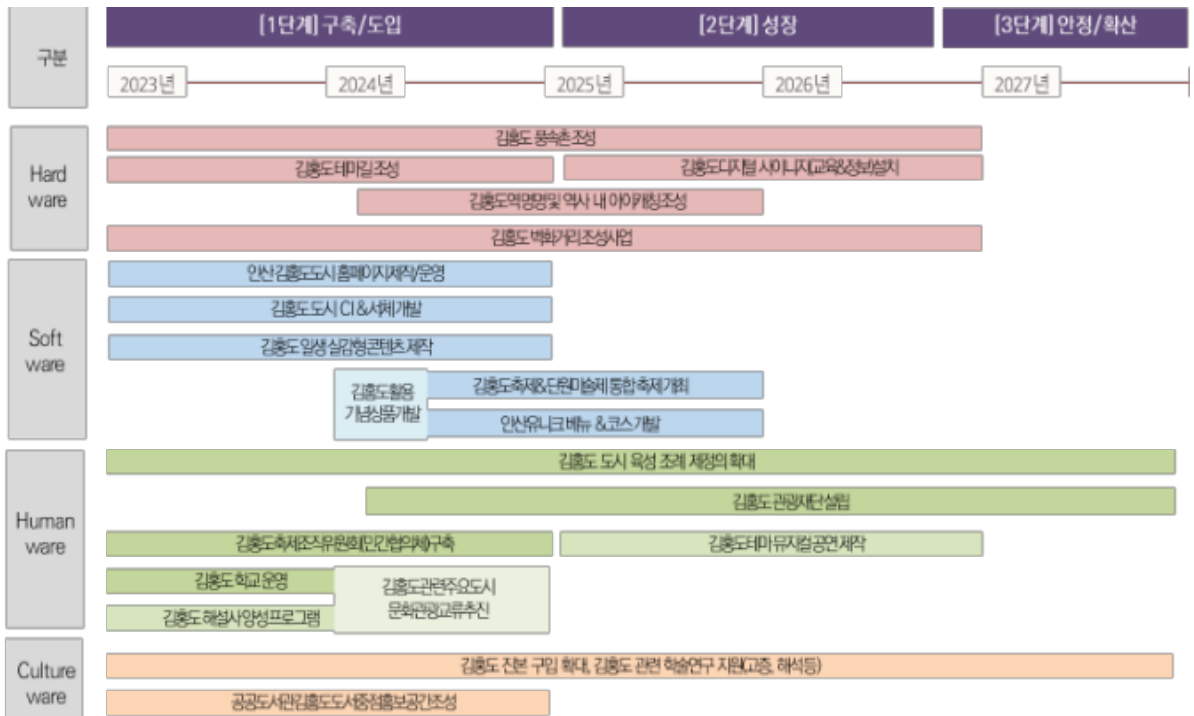 구분
[1단계] 구축/도입
[2단계] 성장
[3단계] 안정/확산
2023년
2024년
2025년
2026년
2027년
Hard
ware
김홍도 풍속촌 조성
김홍도 테마길 조성
김홍도디지털 사이니지(교육&정보)설치
김홍도역명명 및 역사 내 아이캐칭조성
김홍도 벽화거리 조성사업
Soft
ware
안산 김홍도도시 홈페이지제작/운영
김홍도 도시 CI & 서체 개발
김홍도 일생 실감형 콘텐츠 제작
김홍도활용
기념상품개발
김홍도축제&단원미술제 통합 축제 개최
안산유니크 베뉴 & 코스 개발
Human
ware
김홍도 도시 육성 조례 제정의 확대
김홍도 관광재단 설립
김홍도축제조직위원회(민간협의체)구축
김홍도테마 뮤지컬 공연 제작
김홍도 학교 운영
김홍도 해설사양성프로그램
김홍도관련주요도시
문화관광교류추진
Culture
ware
김홍도 진본 구입 확대, 김홍도 관련 학술연구 지원(고증, 해석등)
공공도서관김홍도도서중점홍보공간조성